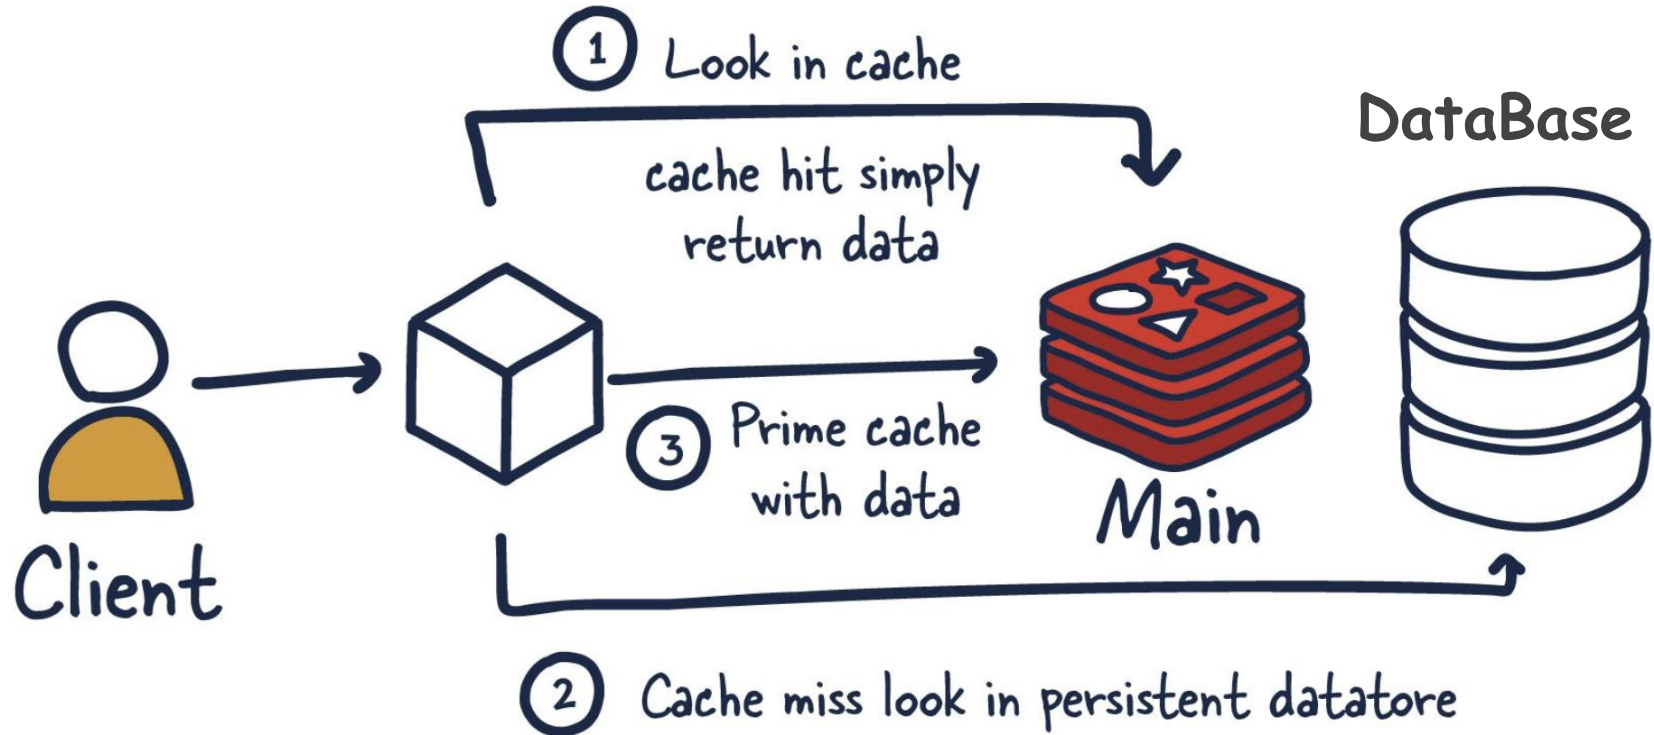 1 Look in cache
DataBase
cache hit simply
return data
3 Prime cache
with data
Main
Client
2 Cache miss look in persistent datatore